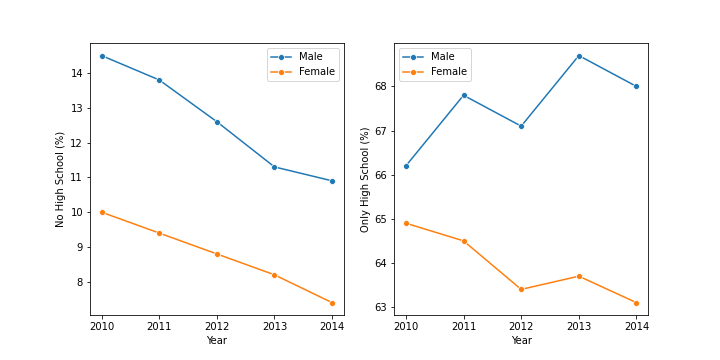 No High School (%)
14
13
12
11
10
9
8
2010 2011 2012 2013 2014
Year
Male
Female
Only High School (%)
68
67
66
65
64
63
2010 2011 2012 2013 2014
Year
Male
Female